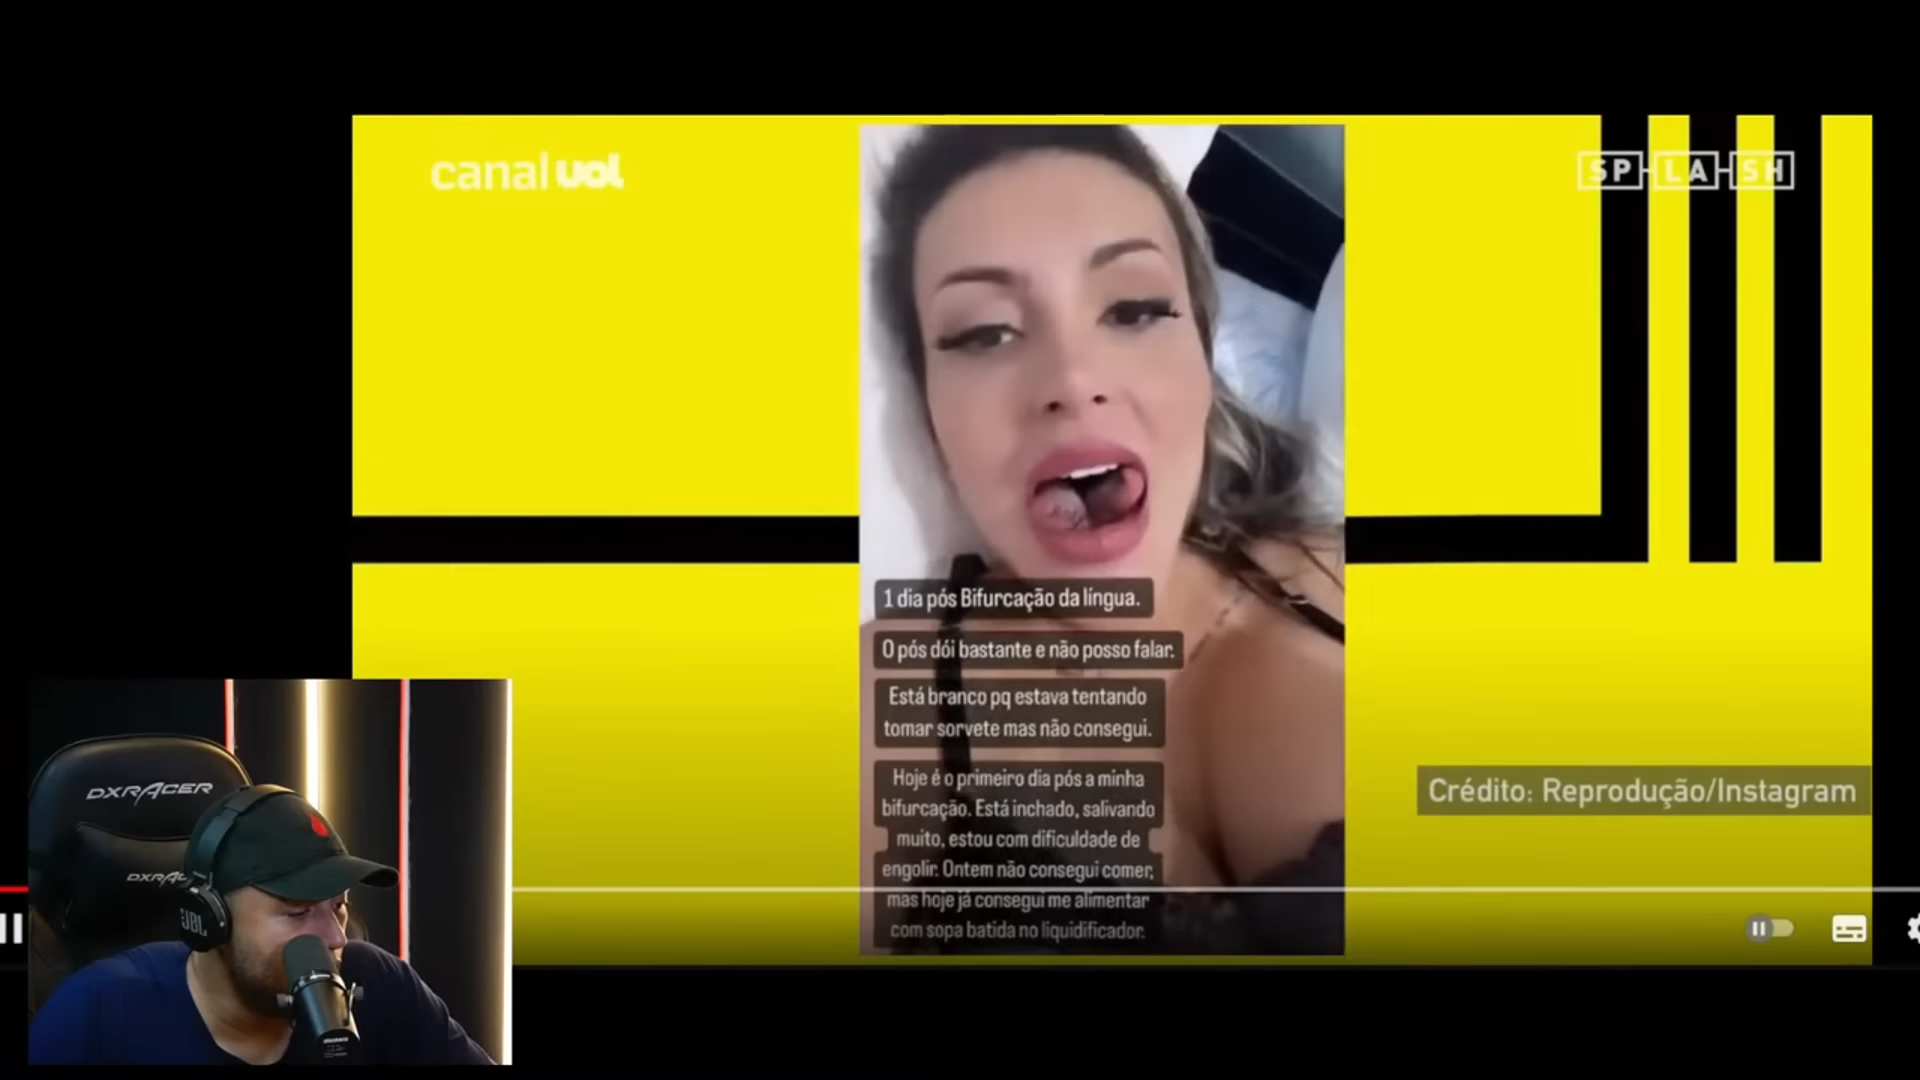 canal uol
SPLASH
1 dia pós Bifurcação da língua.
O pós dói bastante e não posso falar.
Está branco pq estava tentando
tomar sorvete mas não consegui.
Hoje é o primeiro dia pós a minha
bifurcação. Está inchado, salivando
muito, estou com dificuldade de
engolir. Ontem não consegui comer,
mas hoje já consegui me alimentar
com sopa batida no liquidificador.
Crédito: Reprodução/Instagram
DXRACER
DXRAC
JBL